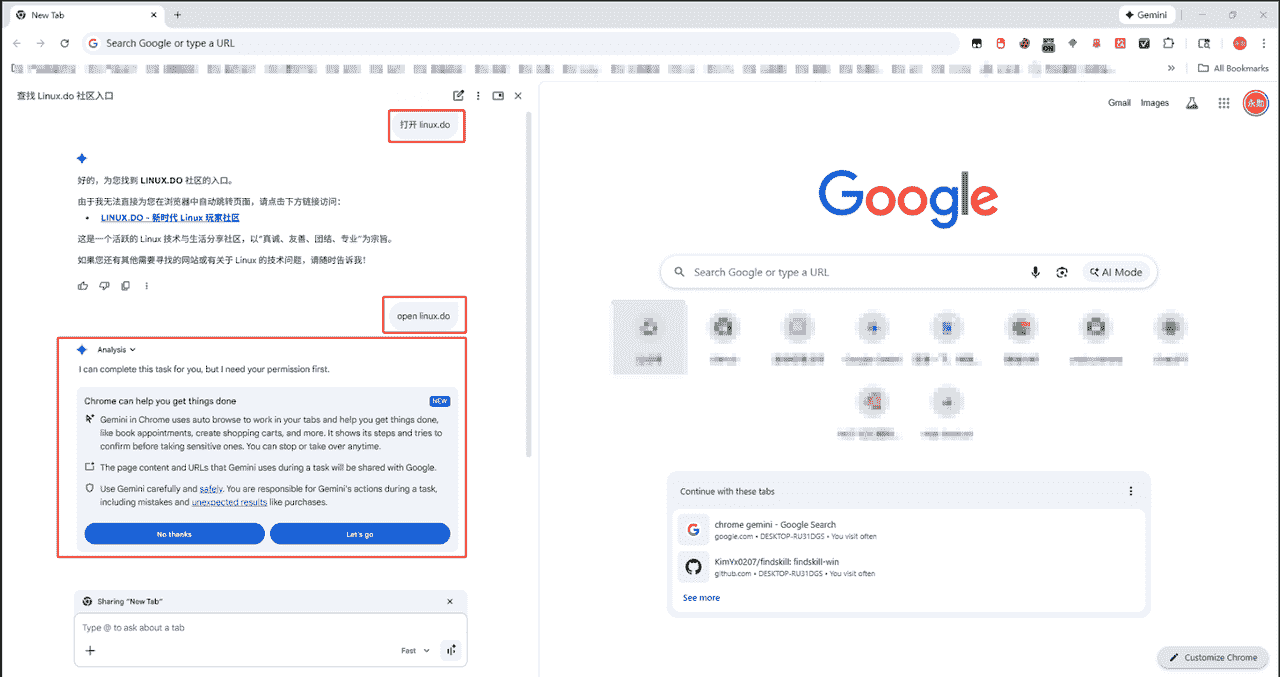 New Tab
Gemini
Search Google or type a URL
All Bookmarks
查找 Linux.do 社区入口
打开 linux.do
好的，为您找到 LINUX.DO 社区的入口。
由于我无法直接为您在浏览器中自动跳转页面，请点击下方链接访问：
• LINUX.DO - 新时代 Linux 玩家社区
这是一个活跃的 Linux 技术与生活分享社区，以“真诚、友善、团结、专业”为宗旨。
如果您还有其他需要寻找的网站或有关于 Linux 的技术问题，请随时告诉我！
open linux.do
Analysis
I can complete this task for you, but I need your permission first.
Chrome can help you get things done
NEW
Gemini in Chrome uses auto browse to work in your tabs and help you get things done,
like book appointments, create shopping carts, and more. It shows its steps and tries to
confirm before taking sensitive ones. You can stop or take over anytime.
The page content and URLs that Gemini uses during a task will be shared with Google.
Use Gemini carefully and safely. You are responsible for Gemini's actions during a task,
including mistakes and unexpected results like purchases.
No thanks
Let's go
Sharing "New Tab"
Type @ to ask about a tab
Fast
Gmail
Images
Google
Search Google or type a URL
AI Mode
Continue with these tabs
chrome gemini - Google Search
google.com • DESKTOP-RU31DGS • You visit often
KimYx0207/findskill: findskill-win
github.com • DESKTOP-RU31DGS • You visit often
See more
Customize Chrome